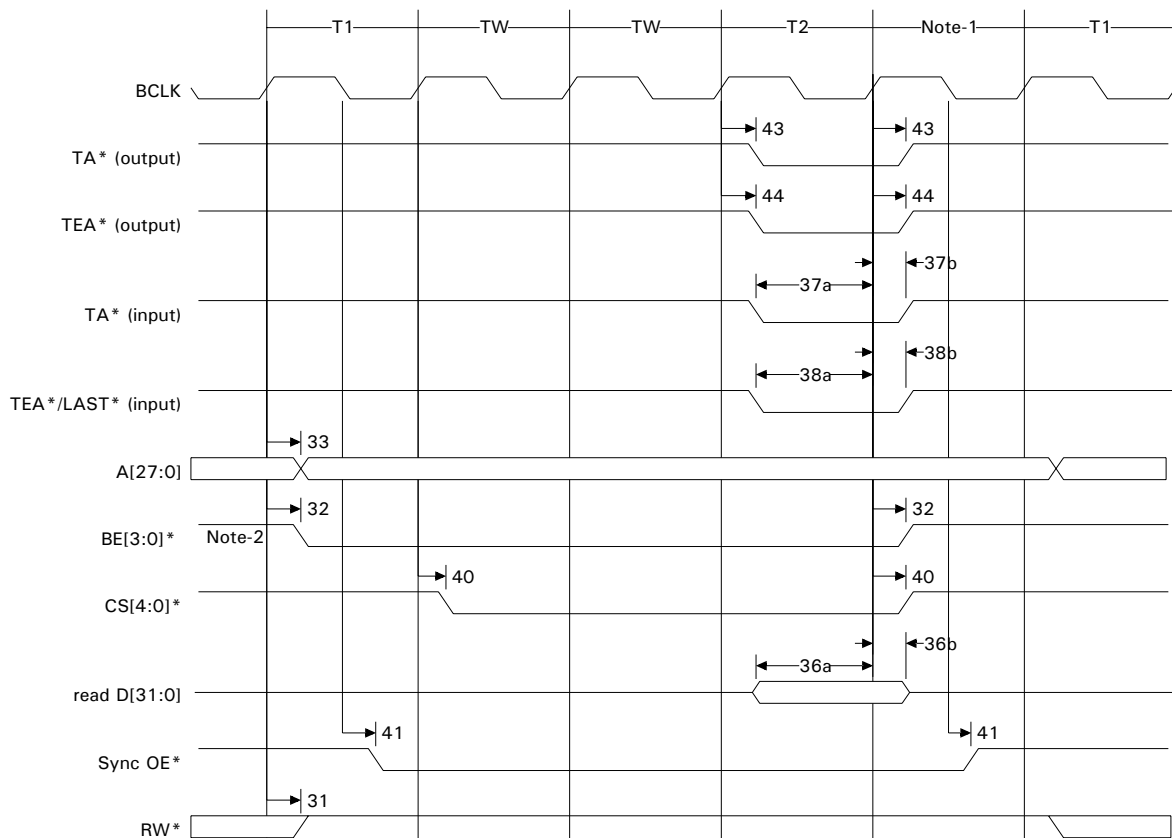 T1 TW TW T2 Note-1 T1
BCLK
43 43
TA* (output)
44 44
TEA* (output)
37b
37a
TA* (input)
38b
38a
TEA*/LAST* (input)
33
A[27:0]
32 32
BE[3:0]* Note-2
40 40
CS[4:0]*
36b
36a
read D[31:0]
41 41
Sync OE*
31
RW*